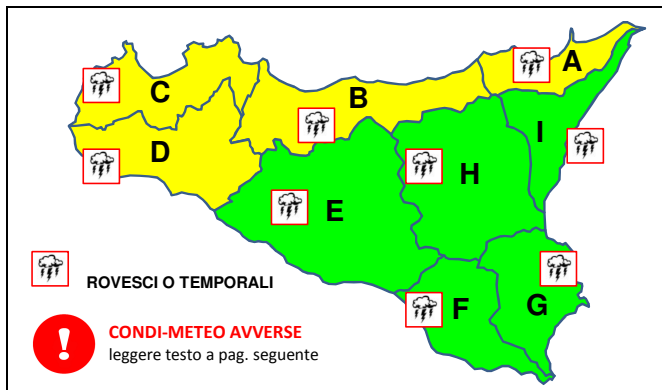 A
C
B
I
D
H
E
F
G
ROVESCI O TEMPORALI
!
CONDI-METEO AVVERSE
leggere testo a pag. seguente